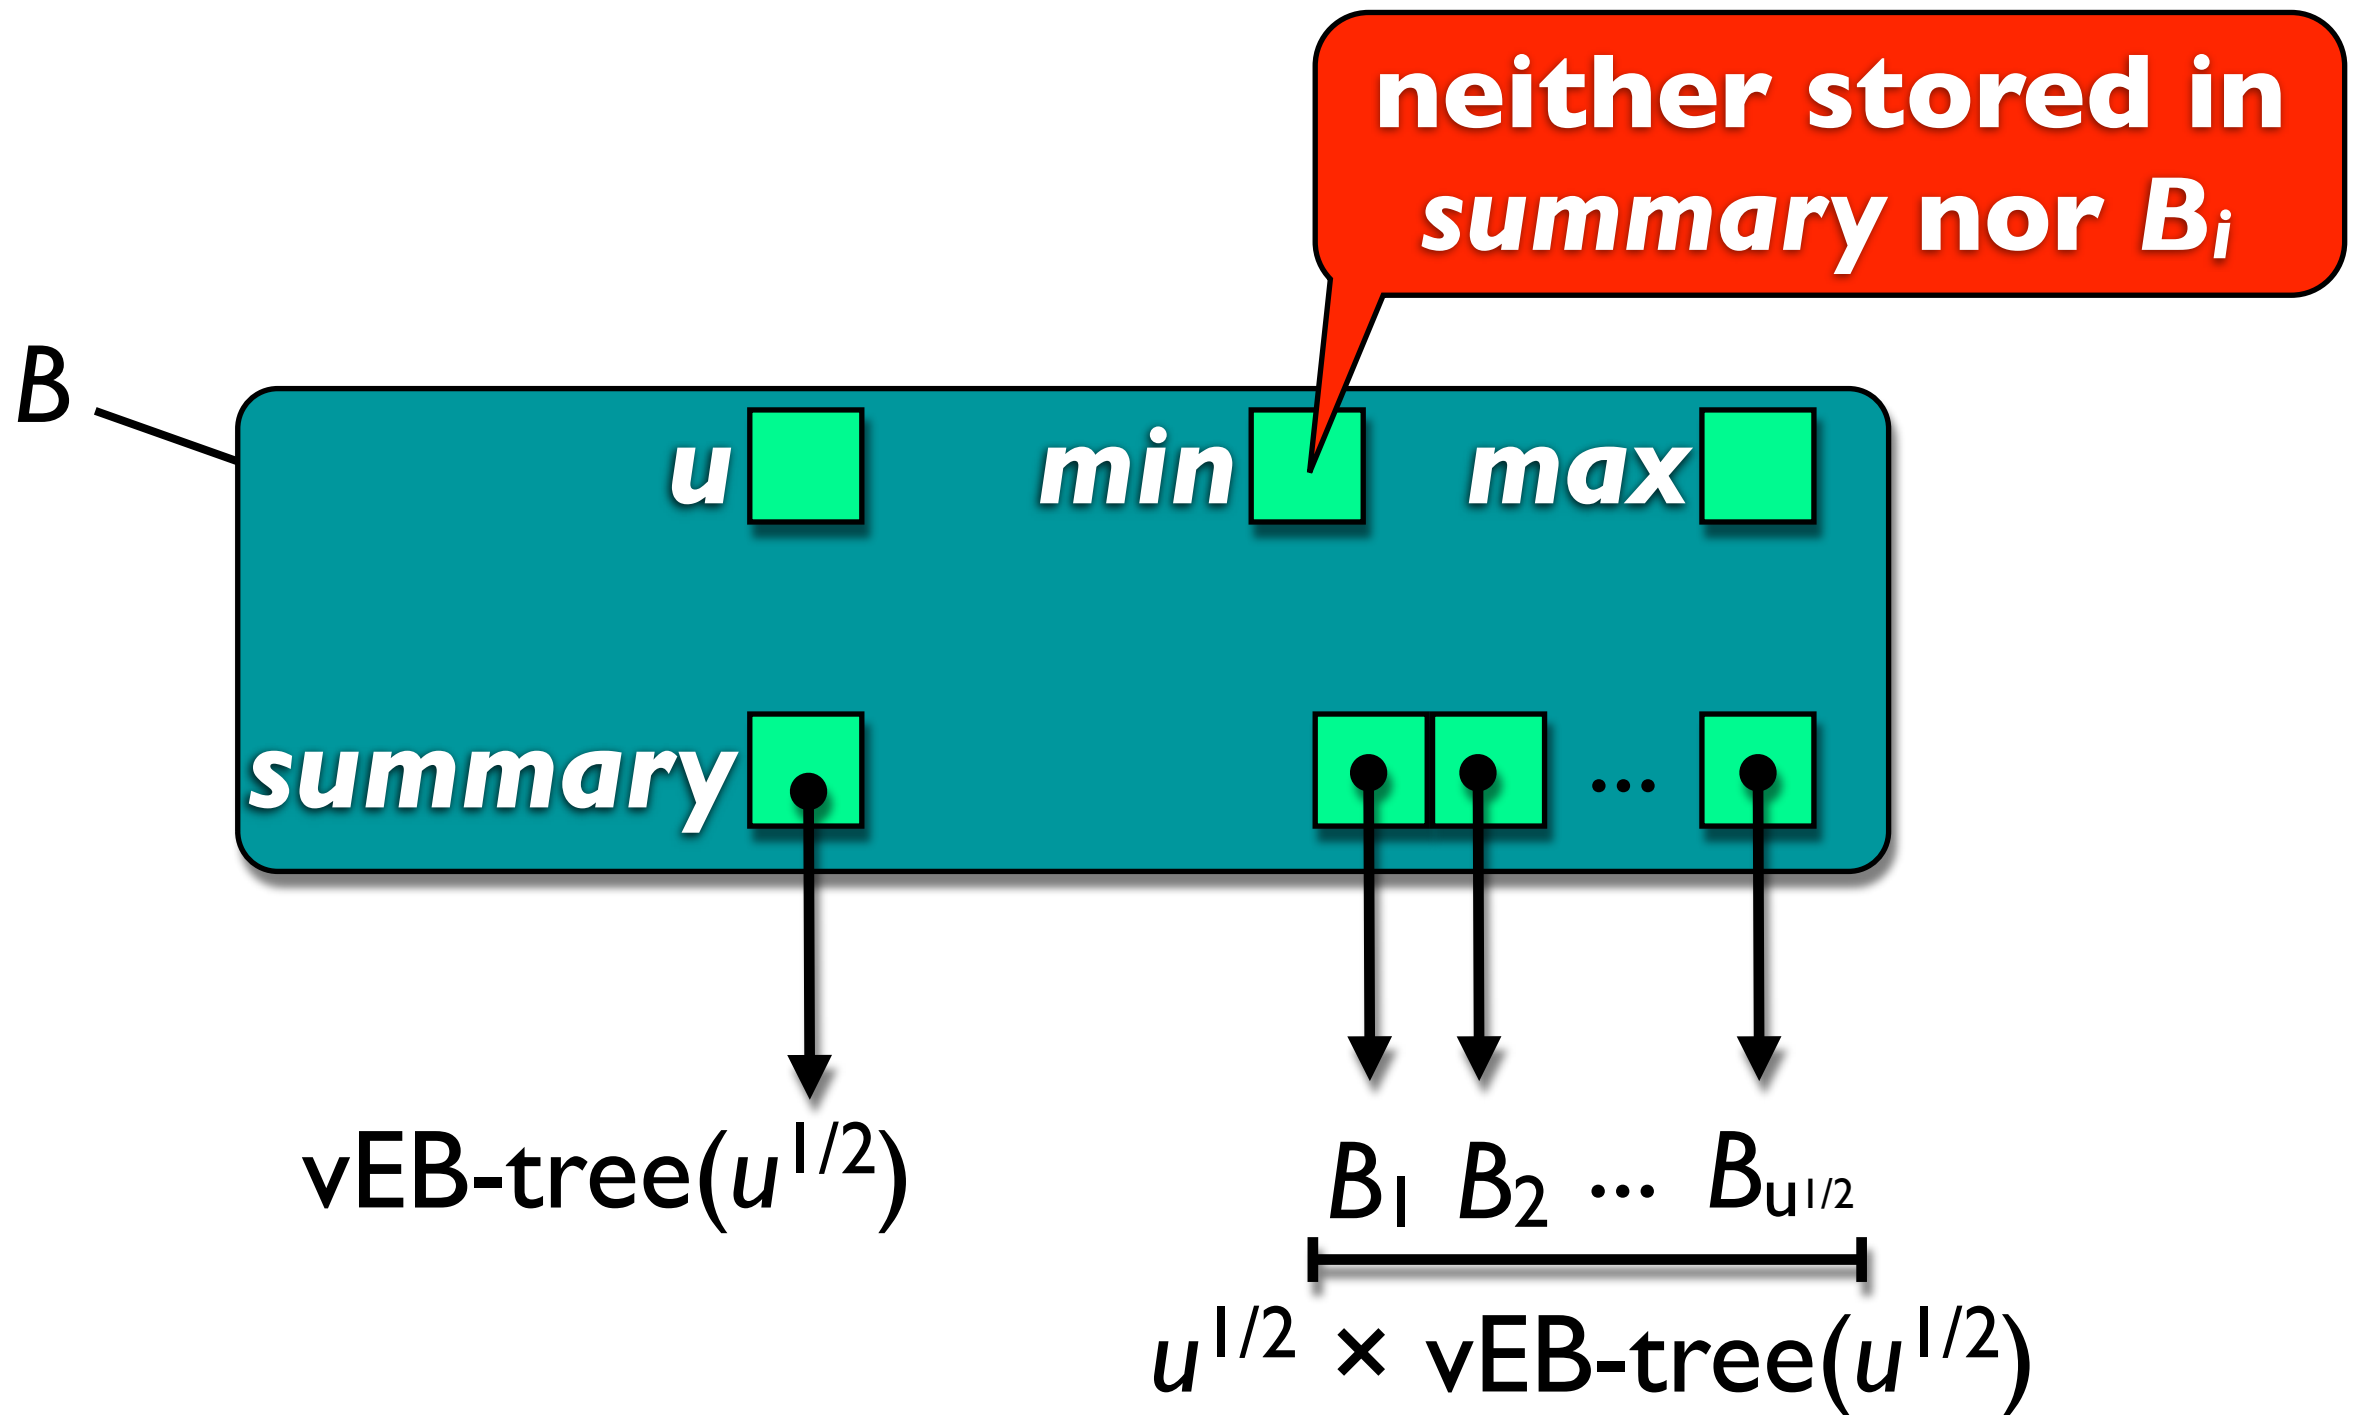 neither stored in
summary nor Bᵢ
B
u min max
summary ...
vEB-tree(u¹/²)
B₁ B₂ ... B_u¹/²
u¹/² × vEB-tree(u¹/²)